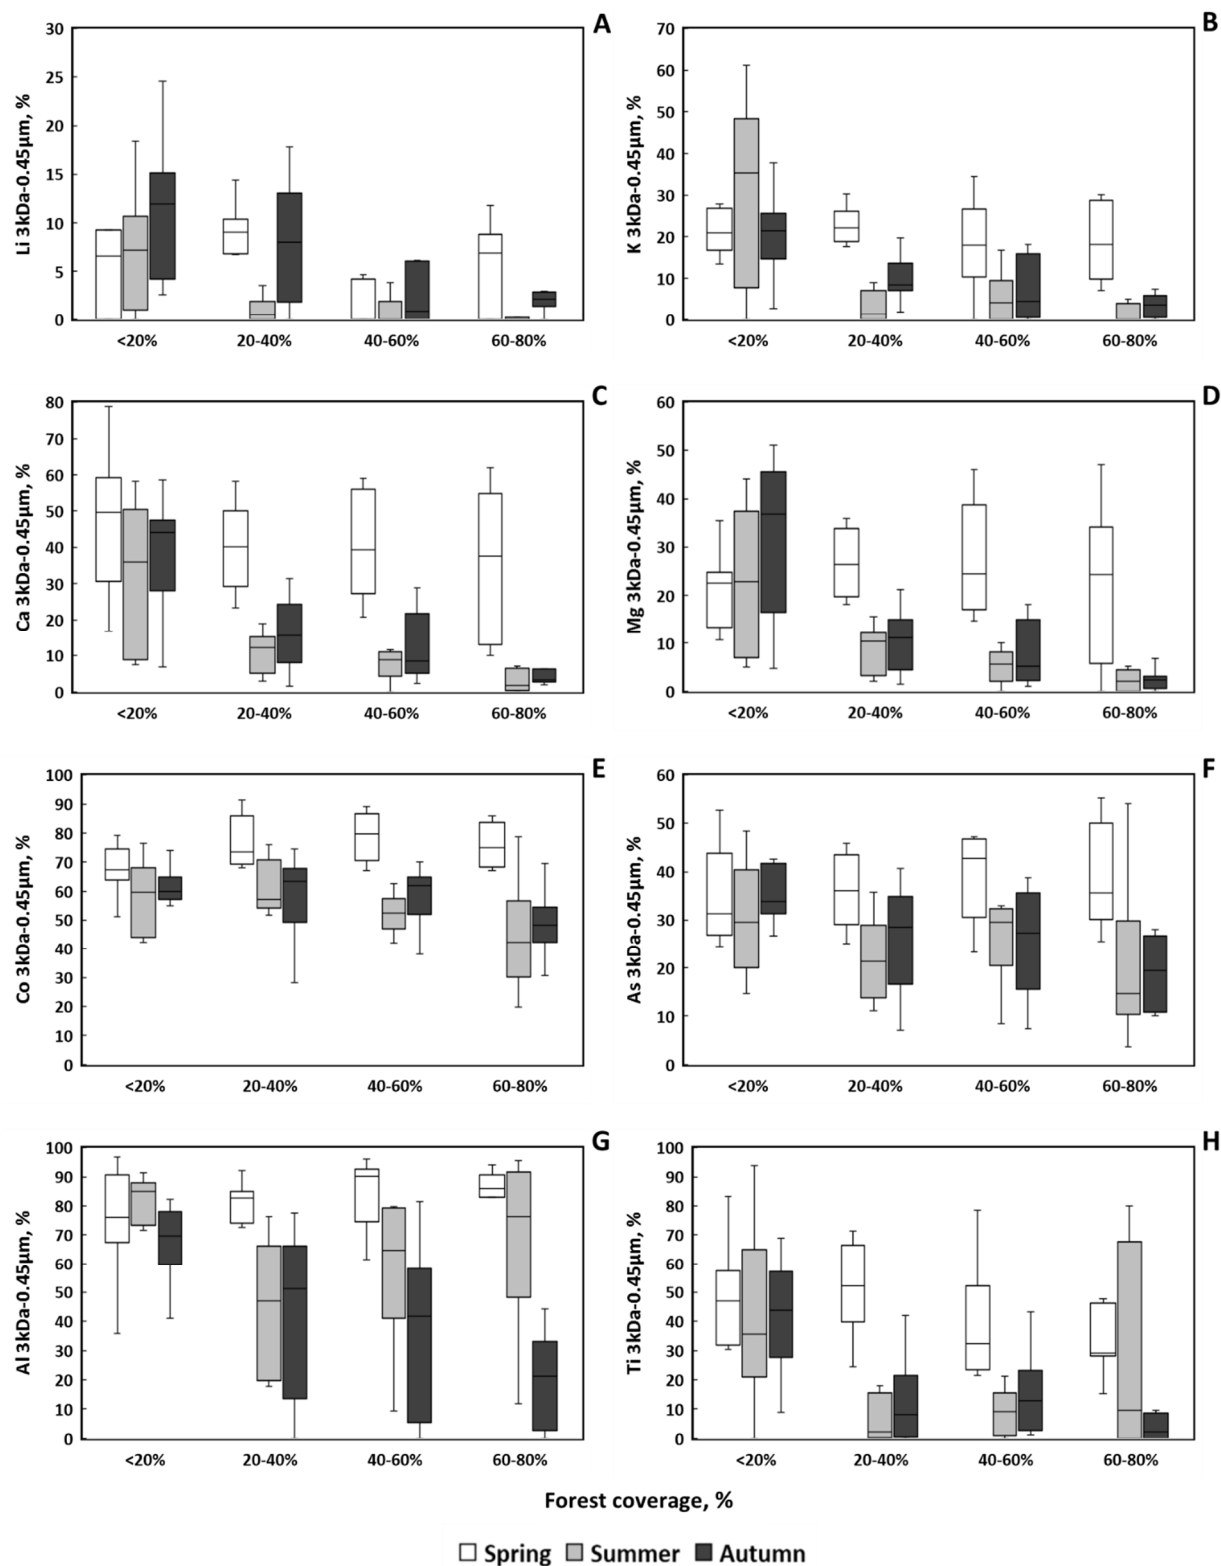 A
Li 3kDa-0.45µm, %
30
25
20
15
10
5
0
<20% 20-40% 40-60% 60-80%
B
K 3kDa-0.45µm, %
70
60
50
40
30
20
10
0
<20% 20-40% 40-60% 60-80%
C
Ca 3kDa-0.45µm, %
80
70
60
50
40
30
20
10
0
<20% 20-40% 40-60% 60-80%
D
Mg 3kDa-0.45µm, %
60
50
40
30
20
10
0
<20% 20-40% 40-60% 60-80%
E
Co 3kDa-0.45µm, %
100
90
80
70
60
50
40
30
20
10
0
<20% 20-40% 40-60% 60-80%
F
As 3kDa-0.45µm, %
60
50
40
30
20
10
0
<20% 20-40% 40-60% 60-80%
G
Al 3kDa-0.45µm, %
100
90
80
70
60
50
40
30
20
10
0
<20% 20-40% 40-60% 60-80%
H
Ti 3kDa-0.45µm, %
100
90
80
70
60
50
40
30
20
10
0
<20% 20-40% 40-60% 60-80%
Forest coverage, %
Spring Summer Autumn